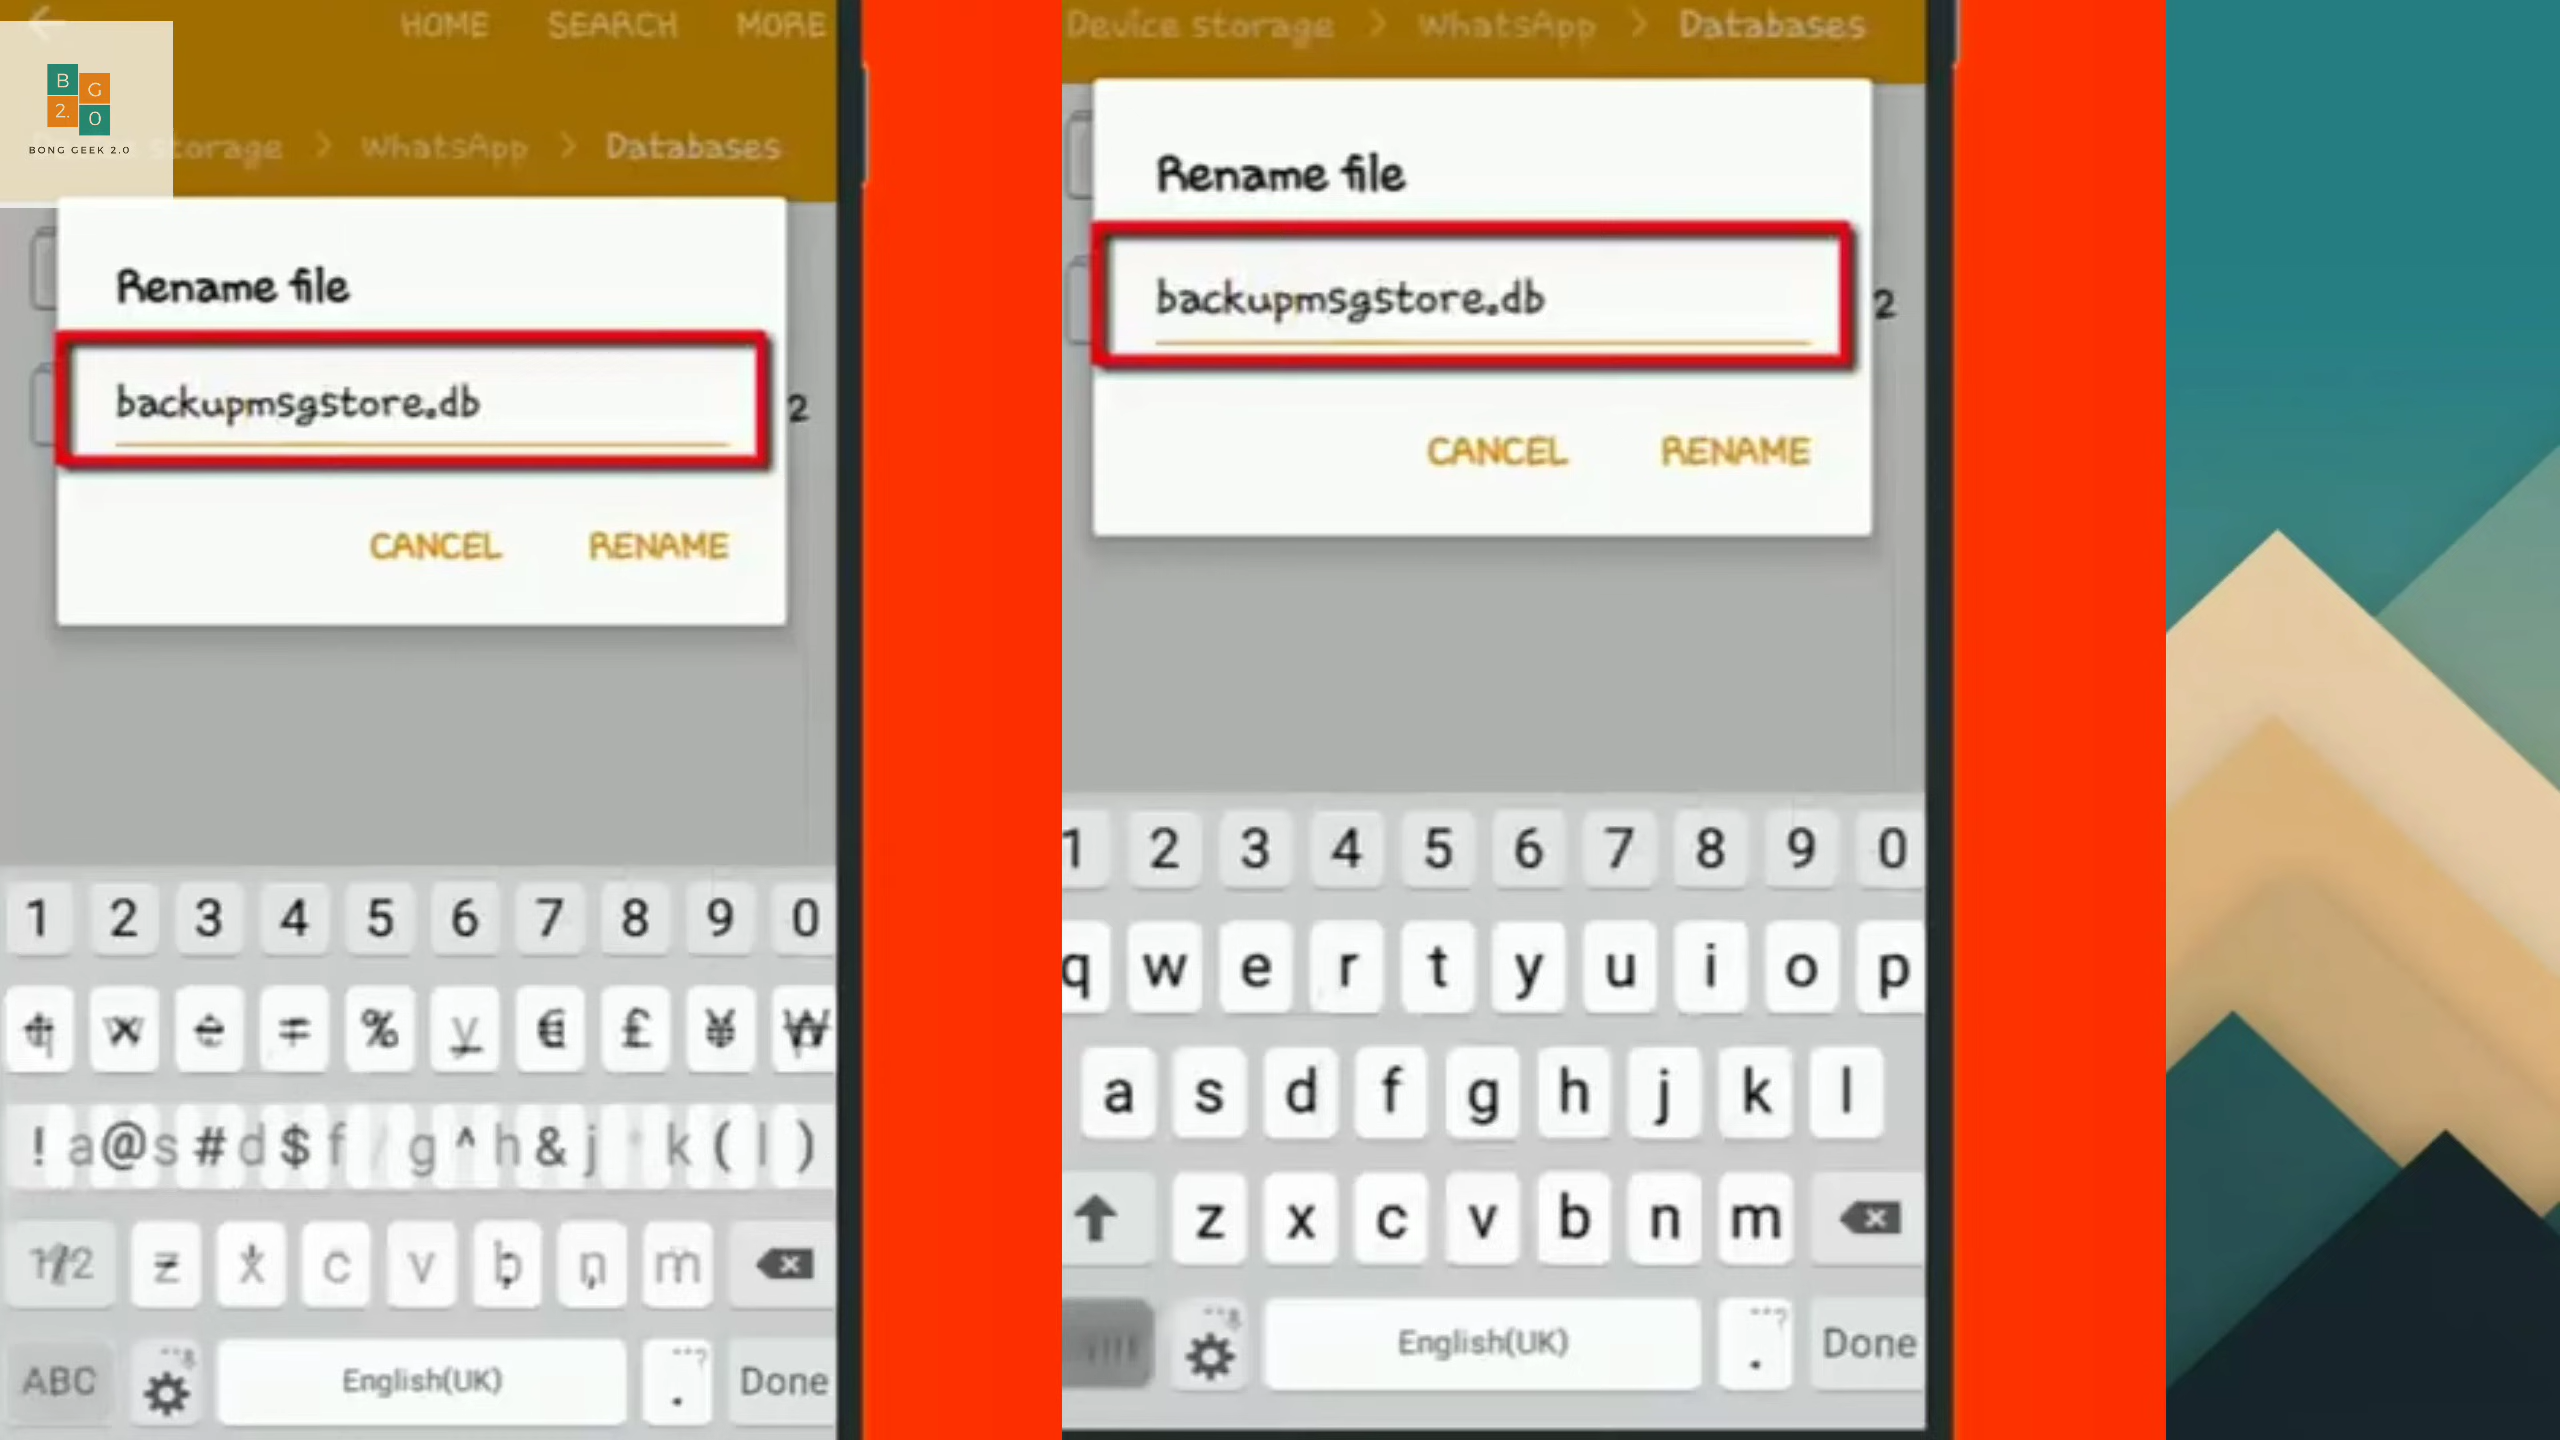 HOME SEARCH MORE
B
G
2.
O
BONG GEEK 2.0
storage > WhatsApp > Databases
Rename file
backupmsgstore.db
2
CANCEL RENAME
1 2 3 4 5 6 7 8 9 0
% € £ ¥ ₩
! a @ s # d $ f / g ^ h & j * k ( l )
z x c v b n m
ABC English(UK) . Done
Device storage > WhatsApp > Databases
Rename file
backupmsgstore.db
2
CANCEL RENAME
1 2 3 4 5 6 7 8 9 0
q w e r t y u i o p
a s d f g h j k l
z x c v b n m
English(UK) . Done